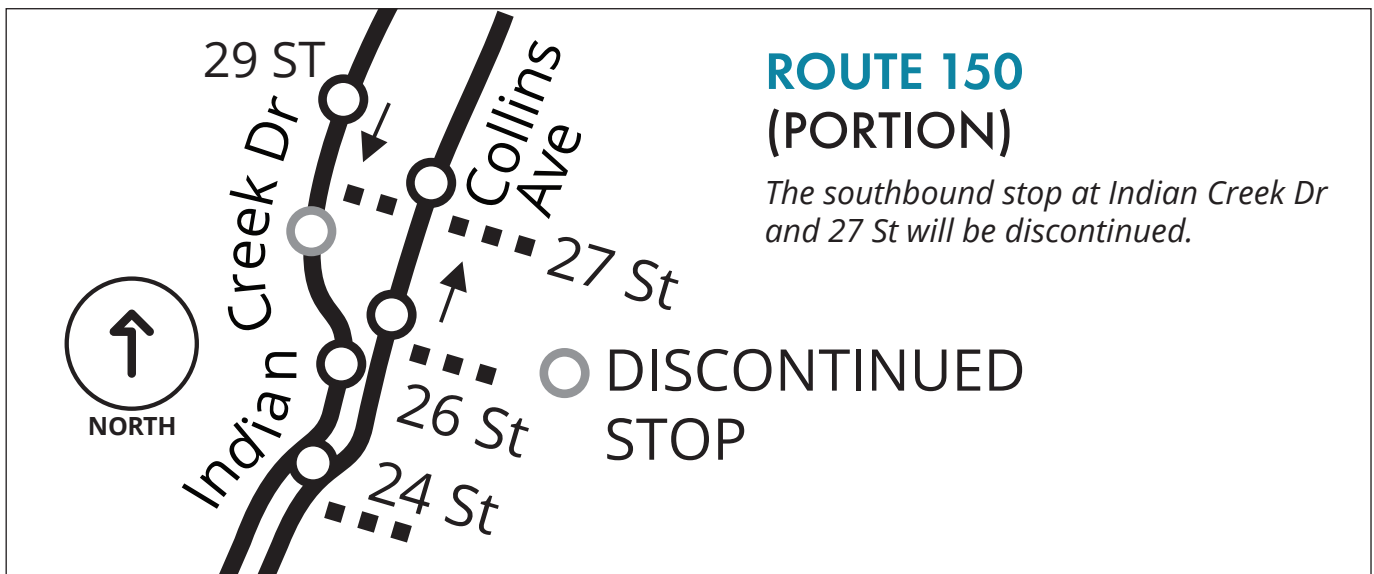 29 ST
Indian Creek Dr
Collins
Ave
ROUTE 150
(PORTION)
The southbound stop at Indian Creek Dr
and 27 St will be discontinued.
27 St
26 St
24 St
NORTH
DISCONTINUED
STOP